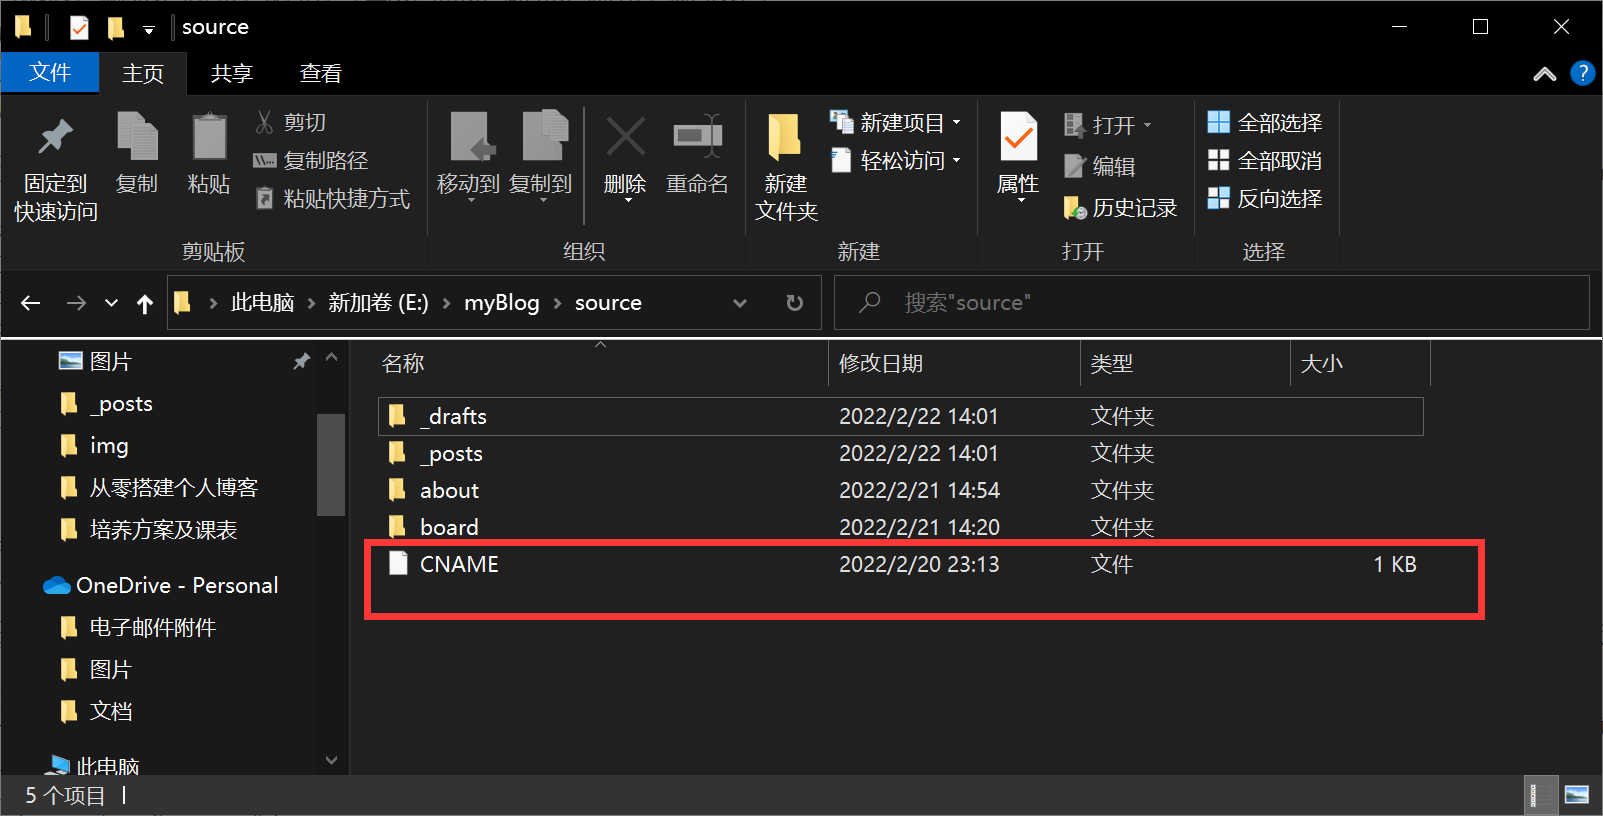 source
文件 主页 共享 查看
固定到
快速访问
复制
粘贴
剪切
复制路径
粘贴快捷方式
剪贴板
移动到
复制到
删除
重命名
组织
新建
文件夹
新建项目
轻松访问
新建
属性
打开
编辑
历史记录
打开
全部选择
全部取消
反向选择
选择
此电脑 > 新加卷 (E:) > myBlog > source
搜索"source"
图片
_posts
img
从零搭建个人博客
培养方案及课表
OneDrive - Personal
电子邮件附件
图片
文档
此电脑
名称 修改日期 类型 大小
_drafts 2022/2/22 14:01 文件夹
_posts 2022/2/22 14:01 文件夹
about 2022/2/21 14:54 文件夹
board 2022/2/21 14:20 文件夹
CNAME 2022/2/20 23:13 文件 1 KB
5 个项目